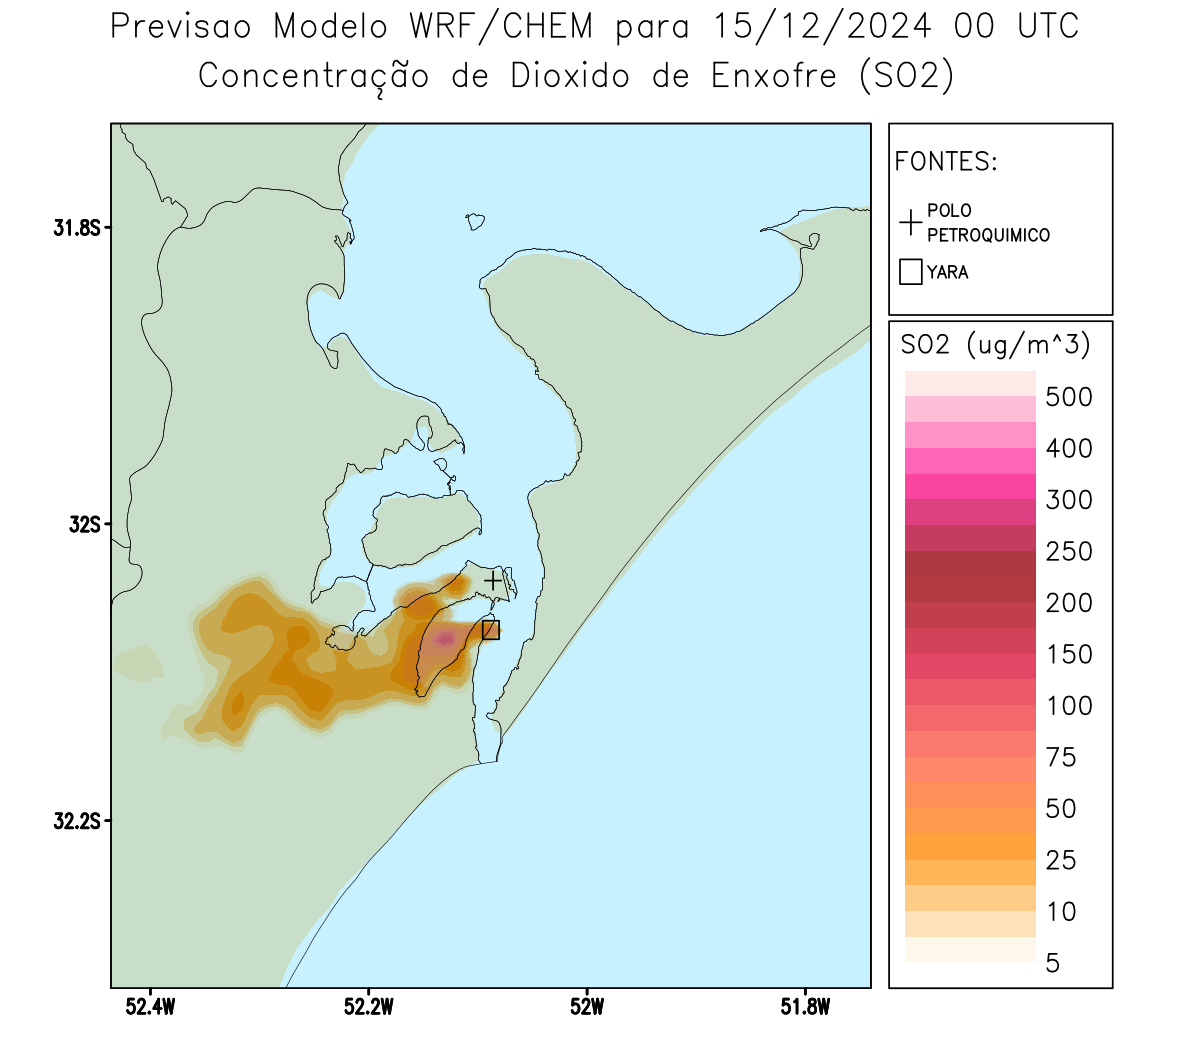 Previsao Modelo WRF/CHEM para 15/12/2024 00 UTC
Concentração de Dioxido de Enxofre (SO2)
FONTES:
POLO
PETROQUIMICO
YARA
31.8S
32S
32.2S
52.4W
52.2W
52W
51.8W
SO2 (ug/m^3)
500
400
300
250
200
150
100
75
50
25
10
5